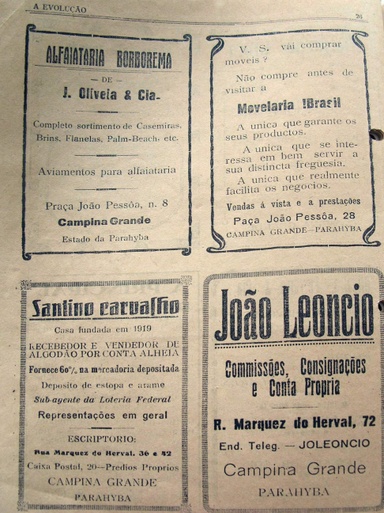 A EVOLUÇÃO
ALFAIATARIA BORBOREMA
— DE —
J. Oliveia & Cia-
Completo sortimento de Casemiras,
Brins, Flanelas, Palm-Beach, etc.
Aviamentos para alfaiataria
Praça João Pessôa, n. 8
Campina Grande
Estado da Parahyba
V. S. vai comprar
moveis?
Não compre antes de
visitar a
Movelaria !Brasil
A unica que garante os
seus productos.
A unica que se inte-
ressa em bem servir a
sua distincta freguesia.
A unica que realmente
facilita os negocios.
Vendas á vista e a prestações
Paça João Pessôa, 28
CAMPINA GRANDE—PARAHYBA
Santino carvalho
Casa fundada em 1919
RECEBEDOR E VENDEDOR DE
ALGODÃO POR CONTA ALHEIA
Fornece 60%, na mercadoria depositada
Deposito de estopa e arame
Sub-agente da Loteria Federal
Representações em geral
ESCRIPTORIO:
Rua Marquez do Herval, 36 e 42
Caixa Postal, 20—Predios Proprios
CAMPINA GRANDE
PARAHYBA
João Leoncio
Commissões, Consignações
e Conta Propria
R. Marquez do Herval, 72
End. Teleg. — JOLEONCIO
Campina Grande
PARAHYBA